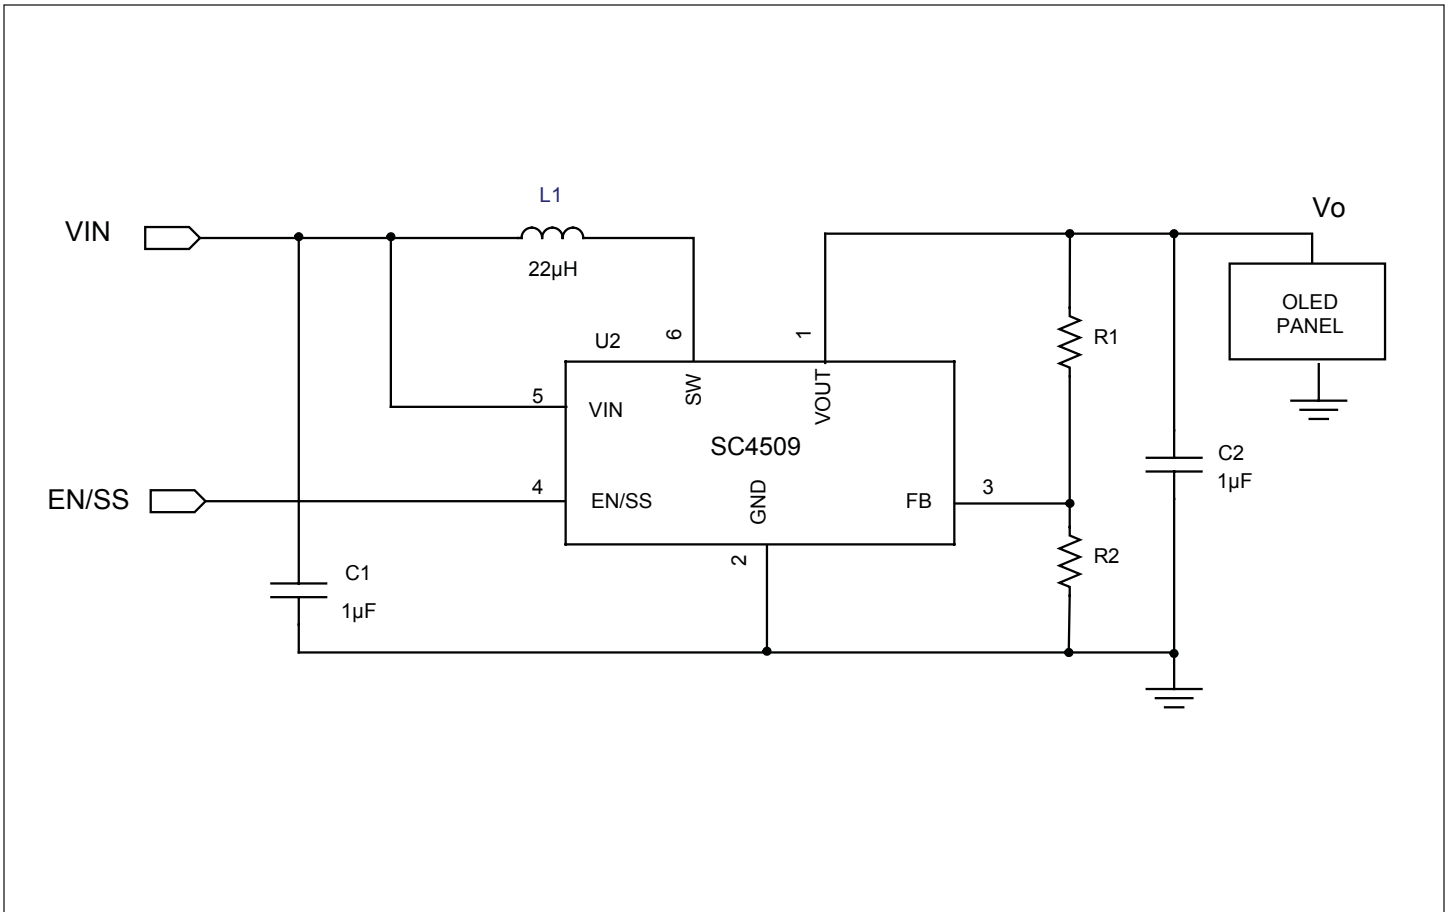 L1
VIN
22µH
Vo
OLED
PANEL
U2
6
1
R1
5
VIN
SW
VOUT
SC4509
C2
1µF
EN/SS
4
EN/SS
GND
FB
3
2
R2
C1
1µF